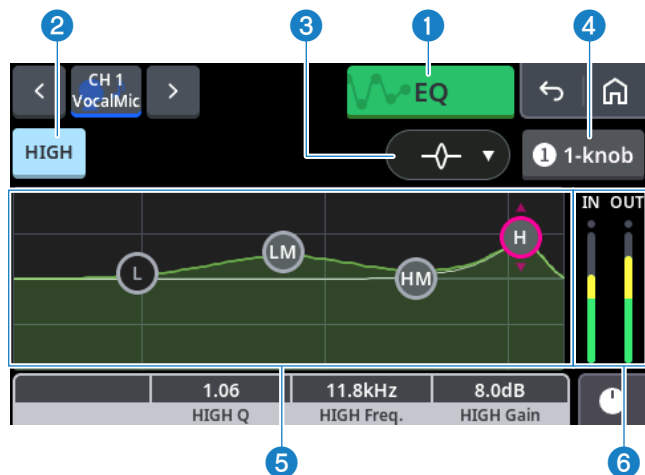 2 3 1 4
CH 1
VocalMic
EQ
HIGH
1 1-knob
IN OUT
L LM HM H
1.06 11.8kHz 8.0dB
HIGH Q HIGH Freq. HIGH Gain
5 6